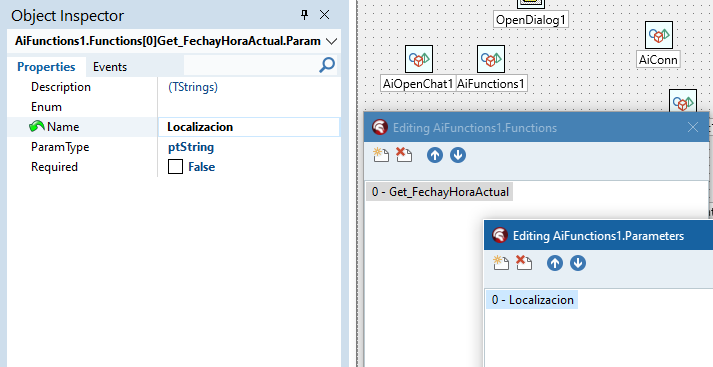 Object Inspector
AiFunctions1.Functions[0]Get_FechayHoraActual.Param
Properties
Events
Description
(TStrings)
Enum
Name
Localizacion
ParamType
ptString
Required
False
OpenDialog1
AiConn
AiOpenChat1
AiFunctions1
Editing AiFunctions1.Functions
0 - Get_FechayHoraActual
Editing AiFunctions1.Parameters
0 - Localizacion